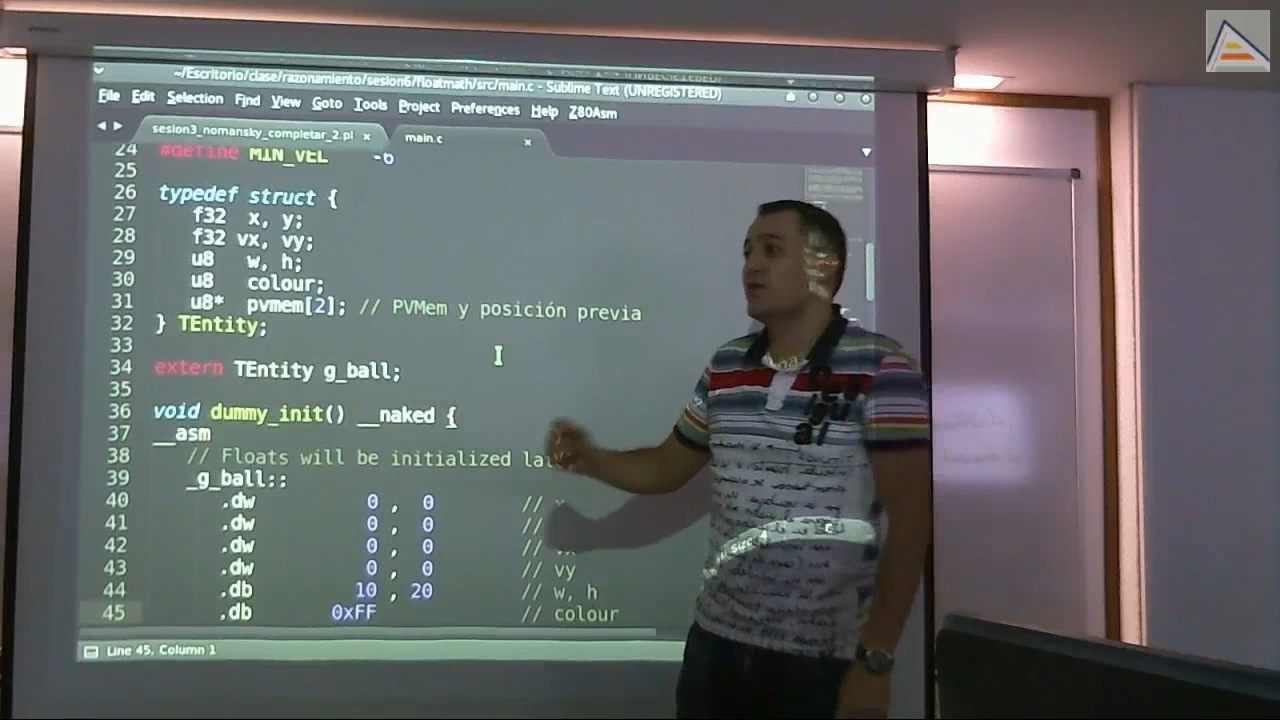 ~/Escritorio/clase/razonamiento/sesion6/floatmath/src/main.c - Sublime Text (UNREGISTERED)
File Edit Selection Find View Goto Tools Project Preferences Help Z80Asm
sesion3_nomansky_completar_2.pl × main.c ×
24 #define MIN_VEL -6
25
26 typedef struct {
27 f32 x, y;
28 f32 vx, vy;
29 u8 w, h;
30 u8 colour;
31 u8* pvmem[2]; // PVMem y posición previa
32 } TEntity;
33
34 extern TEntity g_ball;
35
36 void dummy_init() __naked {
37 __asm
38 // Floats will be initialized
39 _g_ball::
40 .dw 0 , 0 //
41 .dw 0 , 0 //
42 .dw 0 , 0 // vx
43 .dw 0 , 0 // vy
44 .db 10 , 20 // w, h
45 .db 0xFF // colour
Line 45, Column 1